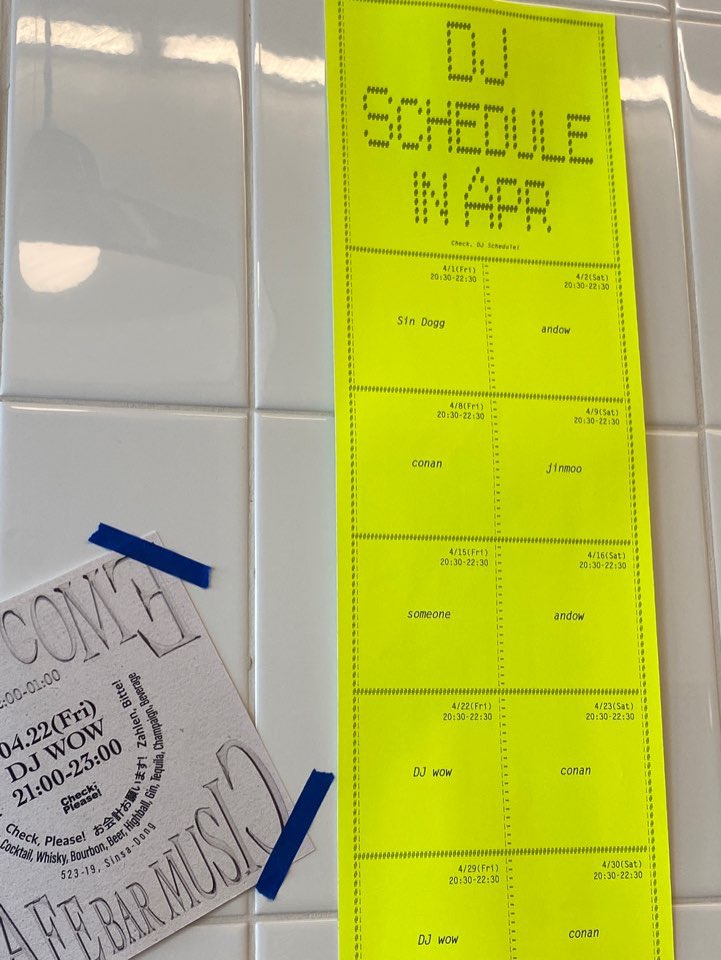 DJ
SCHEDULE
IN APR
Check, DJ Schedule!
4/1(Fri)
20:30-22:30
Sin Dogg
4/2(Sat)
20:30-22:30
andow
4/8(Fri)
20:30-22:30
conan
4/9(Sat)
20:30-22:30
jinmoo
4/15(Fri)
20:30-22:30
someone
4/16(Sat)
20:30-22:30
andow
4/22(Fri)
20:30-22:30
DJ wow
4/23(Sat)
20:30-22:30
conan
4/29(Fri)
20:30-22:30
DJ wow
4/30(Sat)
20:30-22:30
conan
COME
:00-01:00
04.22(Fri)
DJ WOW
21:00-23:00
Check,
Please!
Check, Please! お会計お願います! Zahlen, Bitte!
Cocktail, Whisky, Bourbon, Beer, Highball, Gin, Tequila, Champaign, Beverage
523-19, Sinsa-Dong
AFE BAR MUSIC